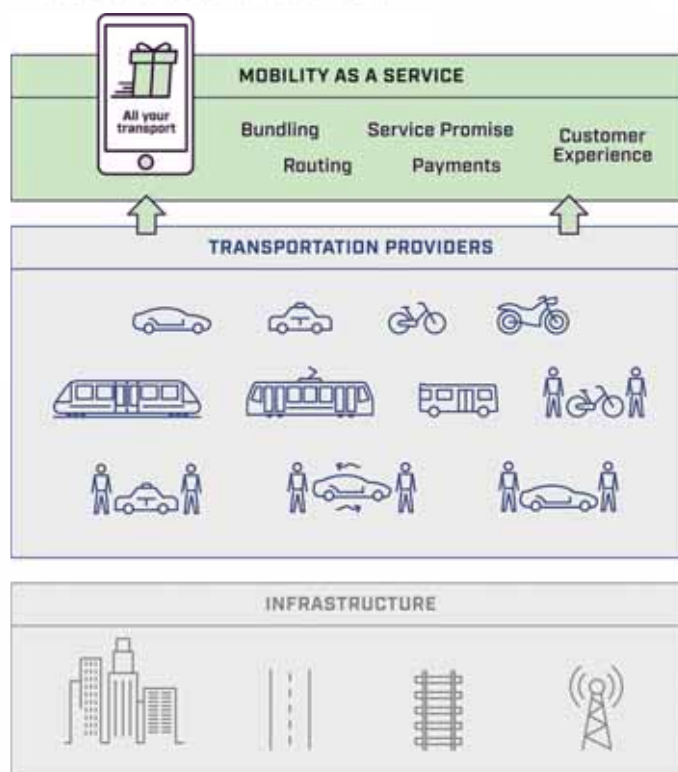 MOBILITY AS A SERVICE
All your
transport
Bundling
Service Promise
Customer
Experience
Routing
Payments
TRANSPORTATION PROVIDERS
INFRASTRUCTURE